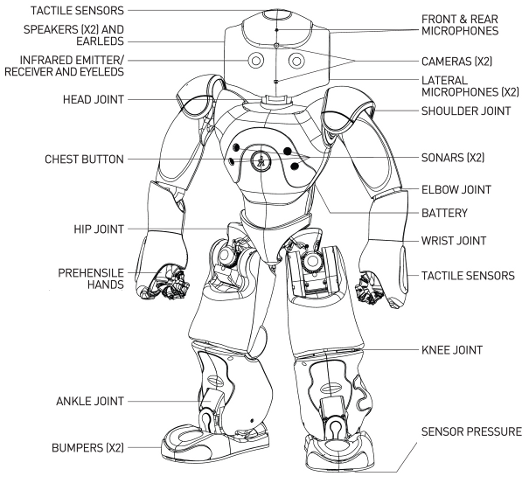 TACTILE SENSORS
SPEAKERS (X2) AND
EARLEDS
INFRARED EMITTER/
RECEIVER AND EYELEDS
HEAD JOINT
CHEST BUTTON
HIP JOINT
PREHENSILE
HANDS
ANKLE JOINT
BUMPERS (X2)
FRONT & REAR
MICROPHONES
CAMERAS (X2)
LATERAL
MICROPHONES (X2)
SHOULDER JOINT
SONARS (X2)
ELBOW JOINT
BATTERY
WRIST JOINT
TACTILE SENSORS
KNEE JOINT
SENSOR PRESSURE